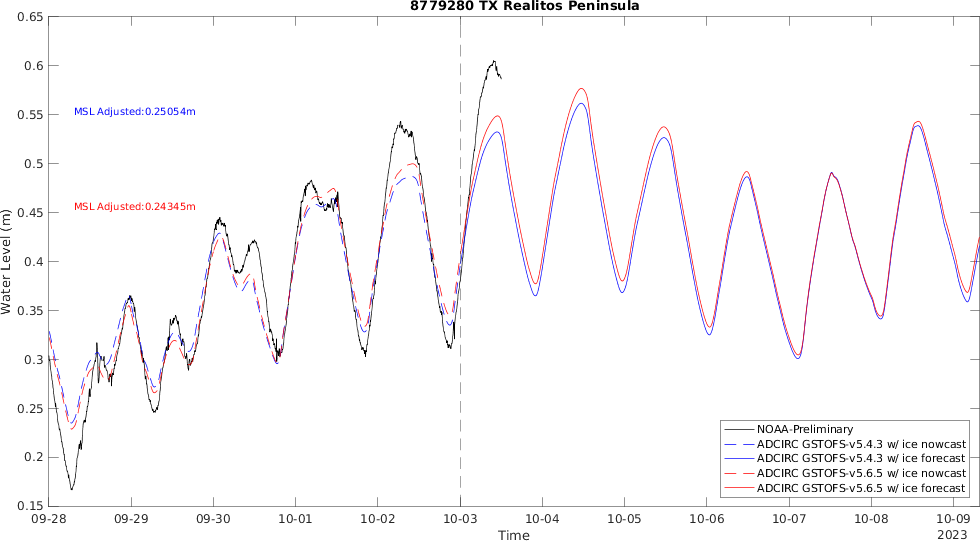 8779280 TX Realitos Peninsula
0.65
0.6
0.55
0.5
0.45
0.4
0.35
0.3
0.25
0.2
0.15
Water Level (m)
MSL Adjusted:0.25054m
MSL Adjusted:0.24345m
NOAA-Preliminary
ADCIRC GSTOFS-v5.4.3 w/ ice nowcast
ADCIRC GSTOFS-v5.4.3 w/ ice forecast
ADCIRC GSTOFS-v5.6.5 w/ ice nowcast
ADCIRC GSTOFS-v5.6.5 w/ ice forecast
09-28 09-29 09-30 10-01 10-02 10-03 10-04 10-05 10-06 10-07 10-08 10-09
Time
2023